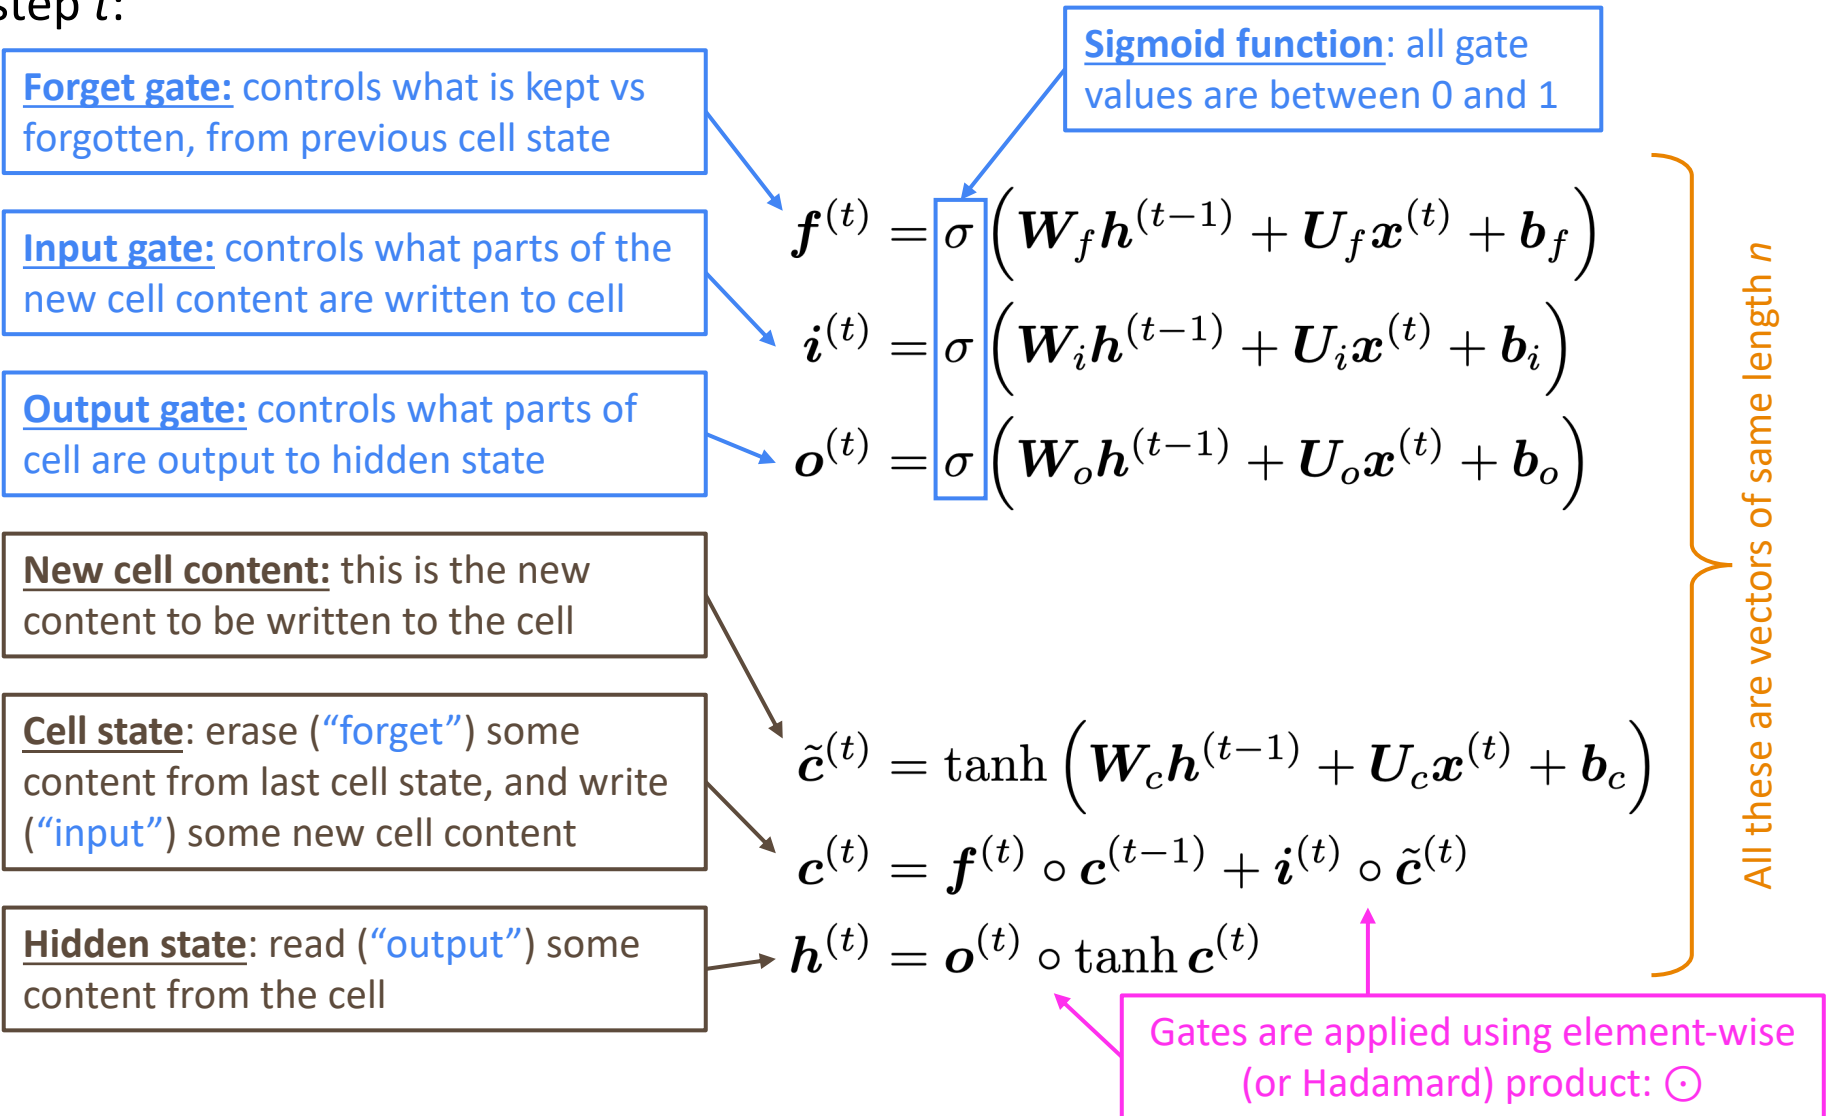 step t:
Sigmoid function: all gate
values are between 0 and 1
Forget gate: controls what is kept vs
forgotten, from previous cell state
Input gate: controls what parts of the
new cell content are written to cell
Output gate: controls what parts of
cell are output to hidden state
f^{(t)} = σ(W_f h^{(t−1)} + U_f x^{(t)} + b_f)
i^{(t)} = σ(W_i h^{(t−1)} + U_i x^{(t)} + b_i)
o^{(t)} = σ(W_o h^{(t−1)} + U_o x^{(t)} + b_o)
New cell content: this is the new
content to be written to the cell
Cell state: erase (“forget”) some
content from last cell state, and write
(“input”) some new cell content
Hidden state: read (“output”) some
content from the cell
c̃^{(t)} = tanh(W_c h^{(t−1)} + U_c x^{(t)} + b_c)
c^{(t)} = f^{(t)} ∘ c^{(t−1)} + i^{(t)} ∘ c̃^{(t)}
h^{(t)} = o^{(t)} ∘ tanh c^{(t)}
Gates are applied using element-wise
(or Hadamard) product: ⊙
All these are vectors of same length n